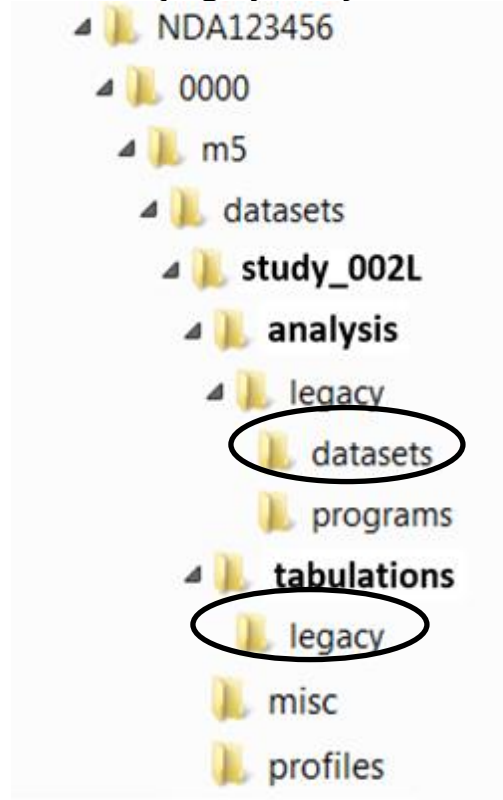 NDA123456
0000
m5
datasets
study_002L
analysis
legacy
datasets
programs
tabulations
legacy
misc
profiles